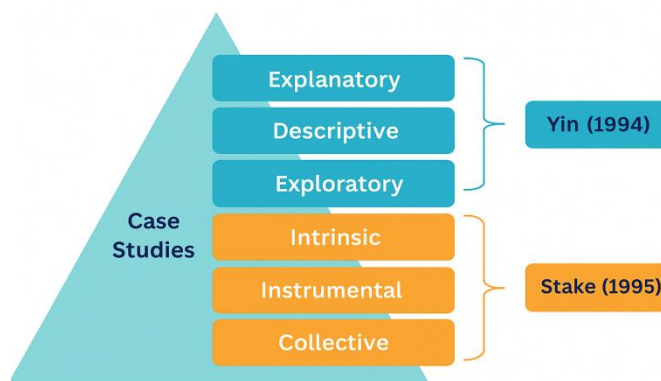 Explanatory
Descriptive
Exploratory
Yin (1994)
Case
Studies
Intrinsic
Instrumental
Collective
Stake (1995)